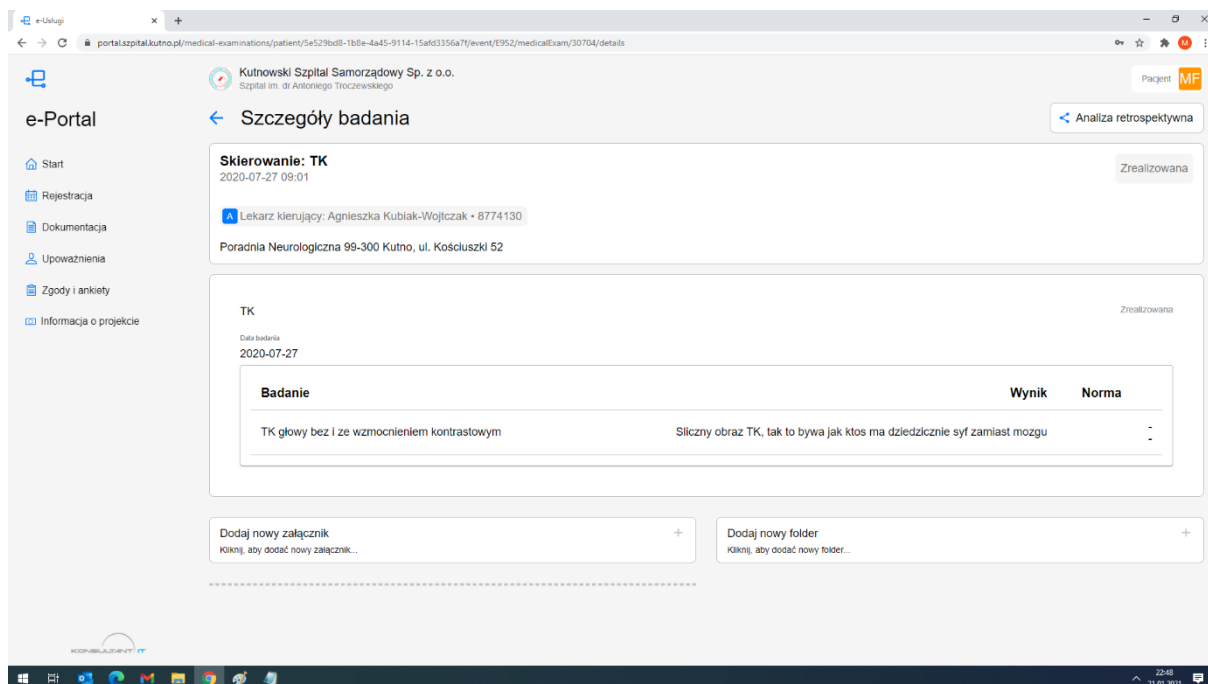 e-Usługi
portal.szpital.kutno.pl/medical-examinations/patient/5e529bd8-1b8e-4a45-9114-15afd3356a7f/event/E952/medicalExam/30704/details
M
Kutnowski Szpital Samorządowy Sp. z o.o.
Szpital im. dr Antoniego Troczewskiego
Pacjent MF
e-Portal
Szczegóły badania
Analiza retrospektywna
Start
Rejestracja
Dokumentacja
Upoważnienia
Zgody i ankiety
Informacja o projekcie
Skierowanie: TK
Zrealizowana
2020-07-27 09:01
A Lekarz kierujący: Agnieszka Kubiak-Wojtczak • 8774130
Poradnia Neurologiczna 99-300 Kutno, ul. Kościuszki 52
TK
Zrealizowana
Data badania
2020-07-27
Badanie Wynik Norma
TK głowy bez i ze wzmocnieniem kontrastowym Sliczny obraz TK, tak to bywa jak ktos ma dziedzicznie syf zamiast mozgu -
-
Dodaj nowy załącznik
Kliknij, aby dodać nowy załącznik...
Dodaj nowy folder
Kliknij, aby dodać nowy folder...
KONSULTANT IT
22:48
21.01.2021